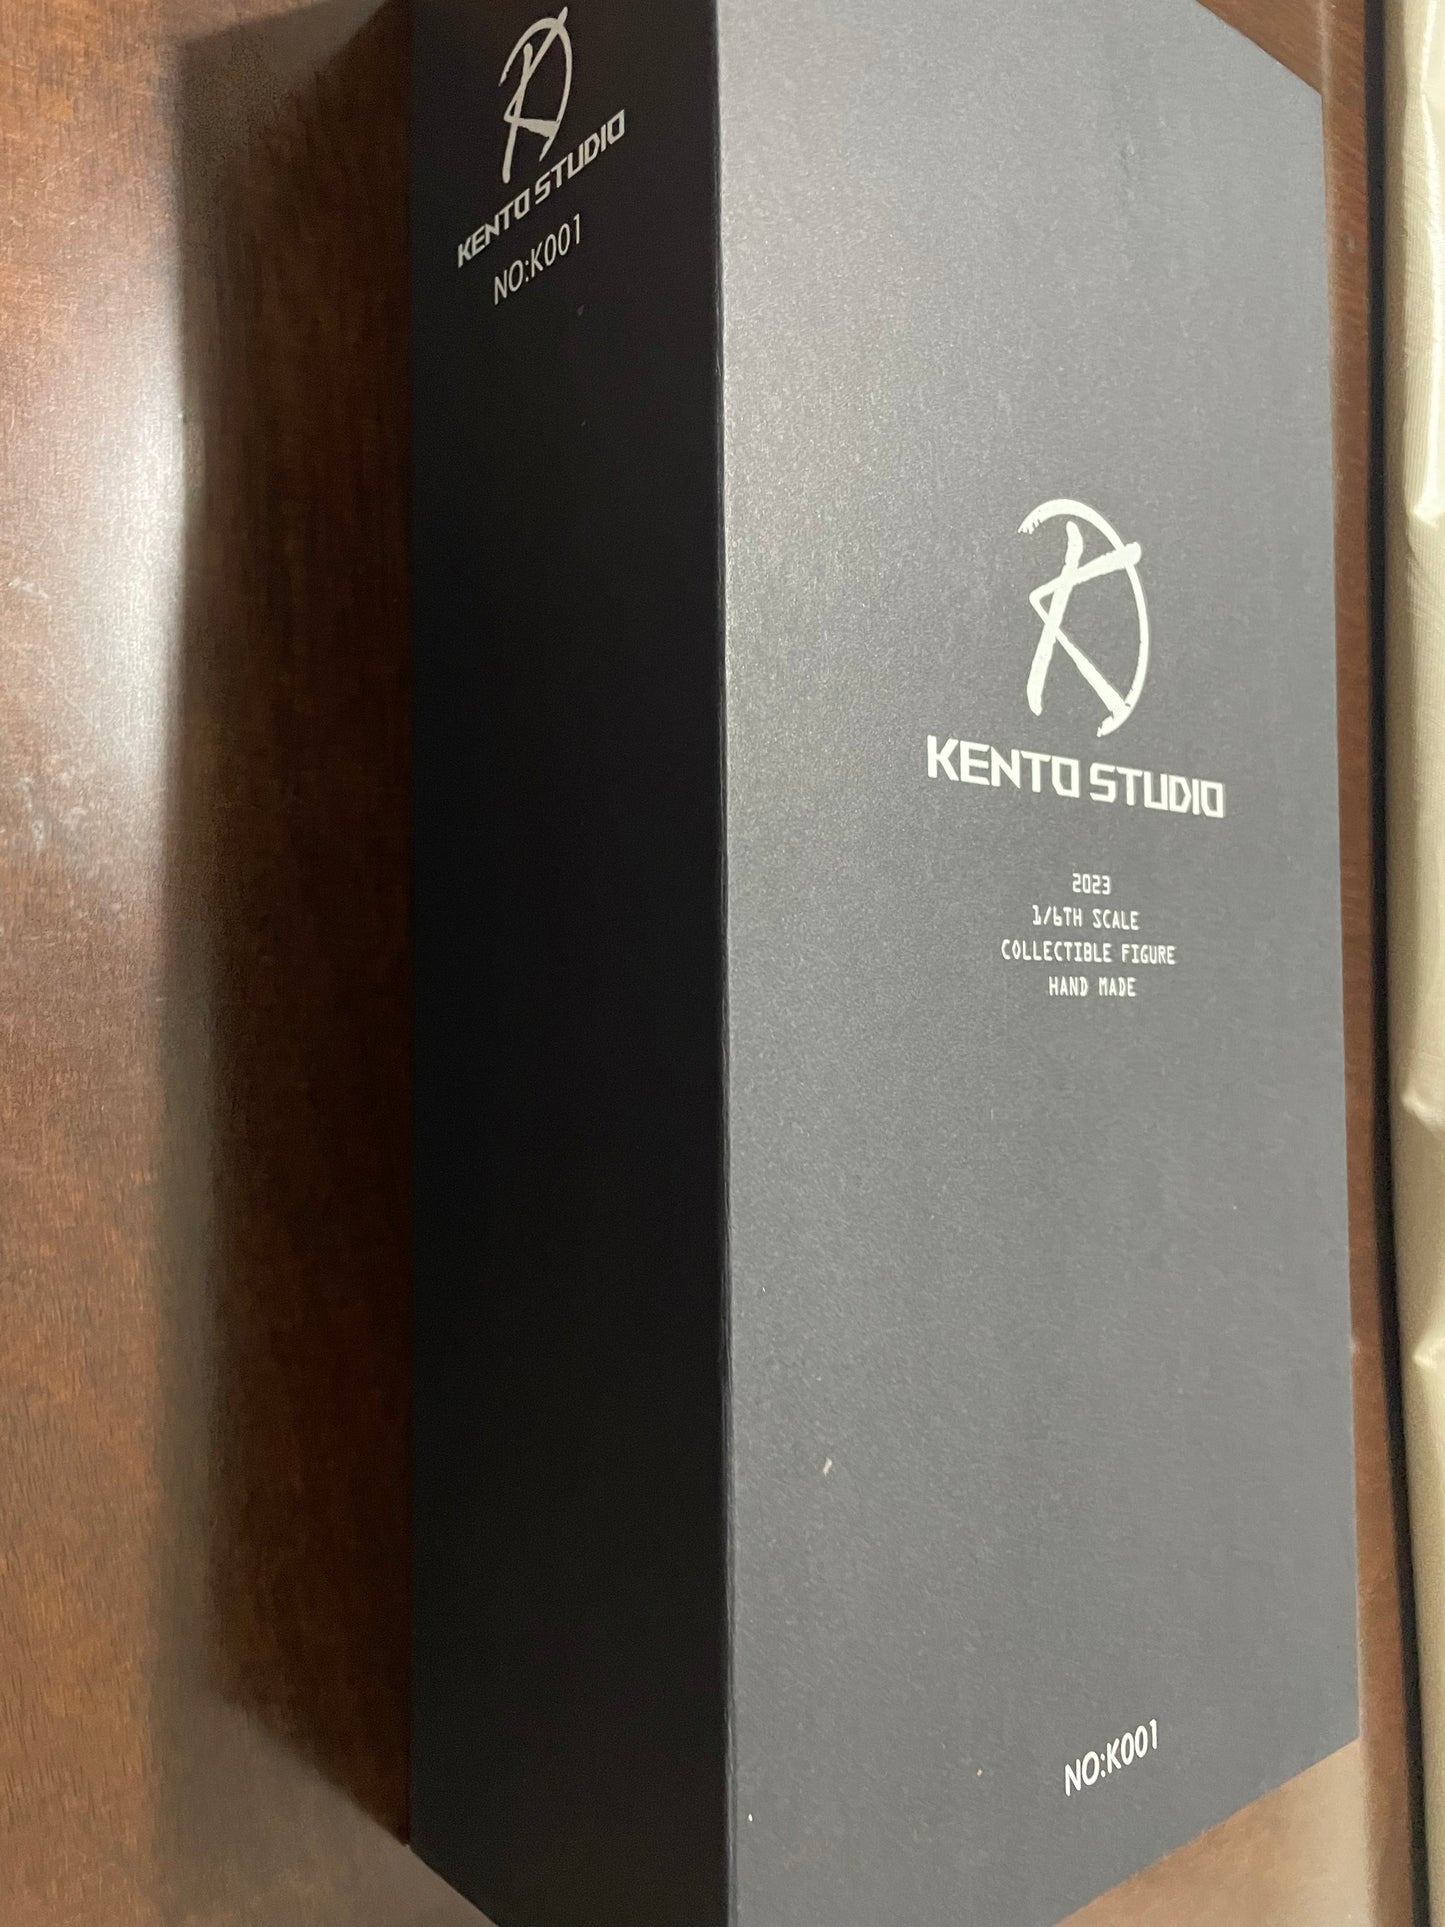 KENTO STUDIO
NO:K001
KENTO STUDIO
2023
1/6TH SCALE
COLLECTIBLE FIGURE
HAND MADE
NO:K001